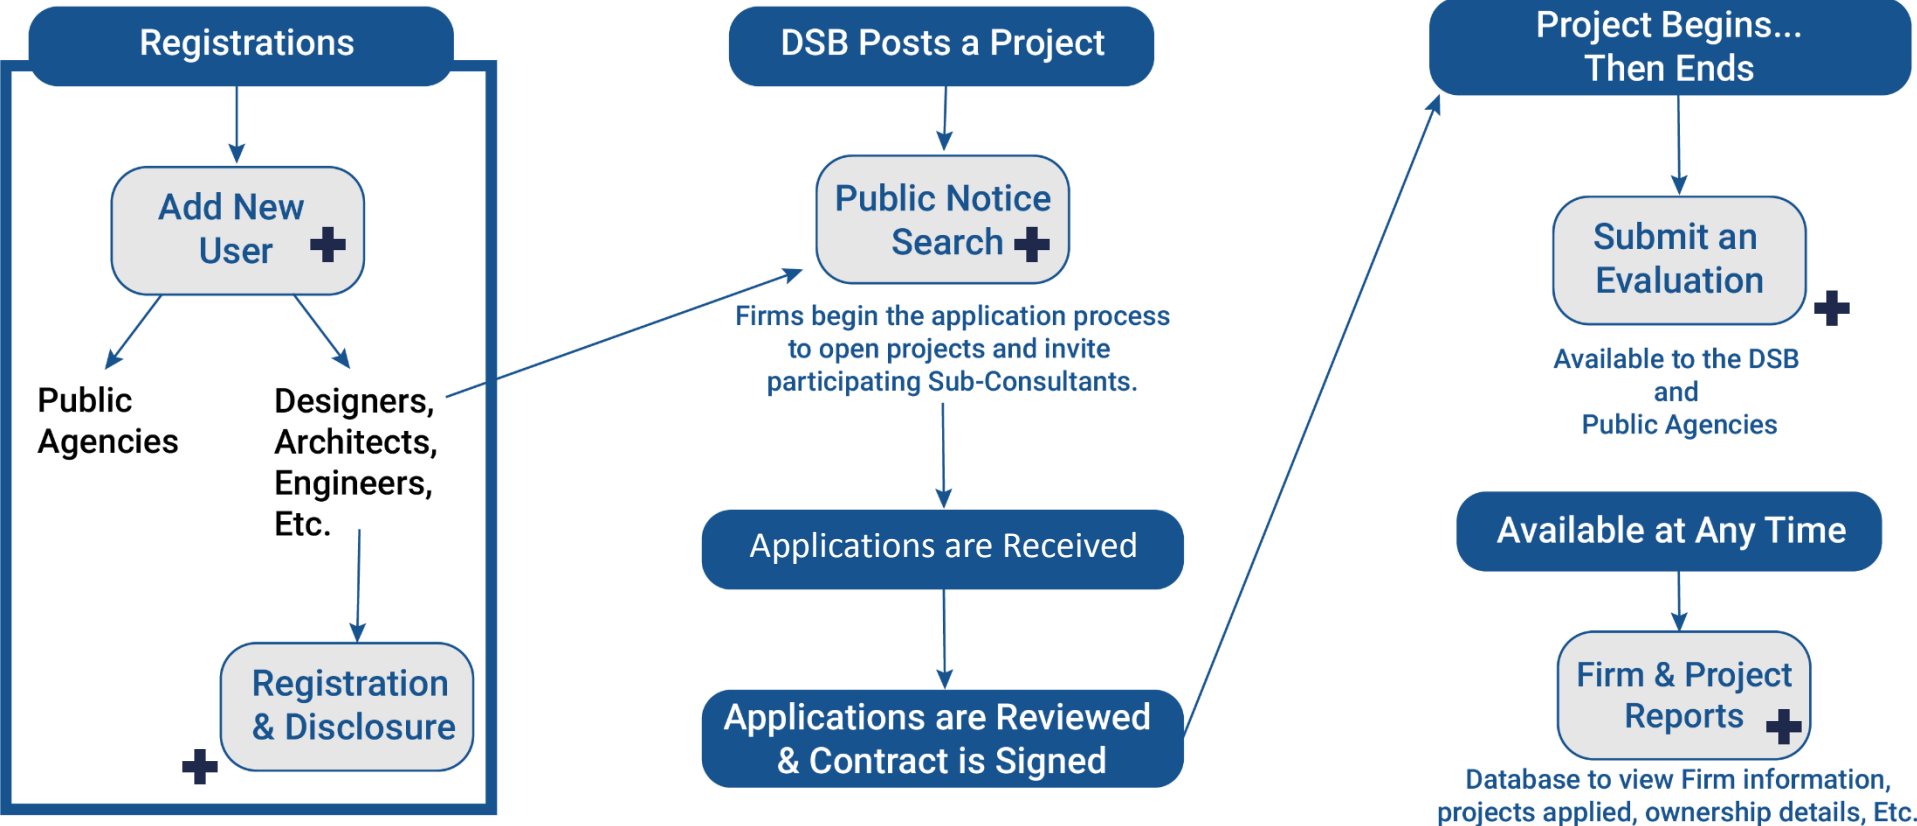 Registrations
Add New
User
Public
Agencies
Designers,
Architects,
Engineers,
Etc.
Registration
& Disclosure
DSB Posts a Project
Public Notice
Search
Firms begin the application process
to open projects and invite
participating Sub-Consultants.
Applications are Received
Applications are Reviewed
& Contract is Signed
Project Begins...
Then Ends
Submit an
Evaluation
Available to the DSB
and
Public Agencies
Available at Any Time
Firm & Project
Reports
Database to view Firm information,
projects applied, ownership details, Etc.